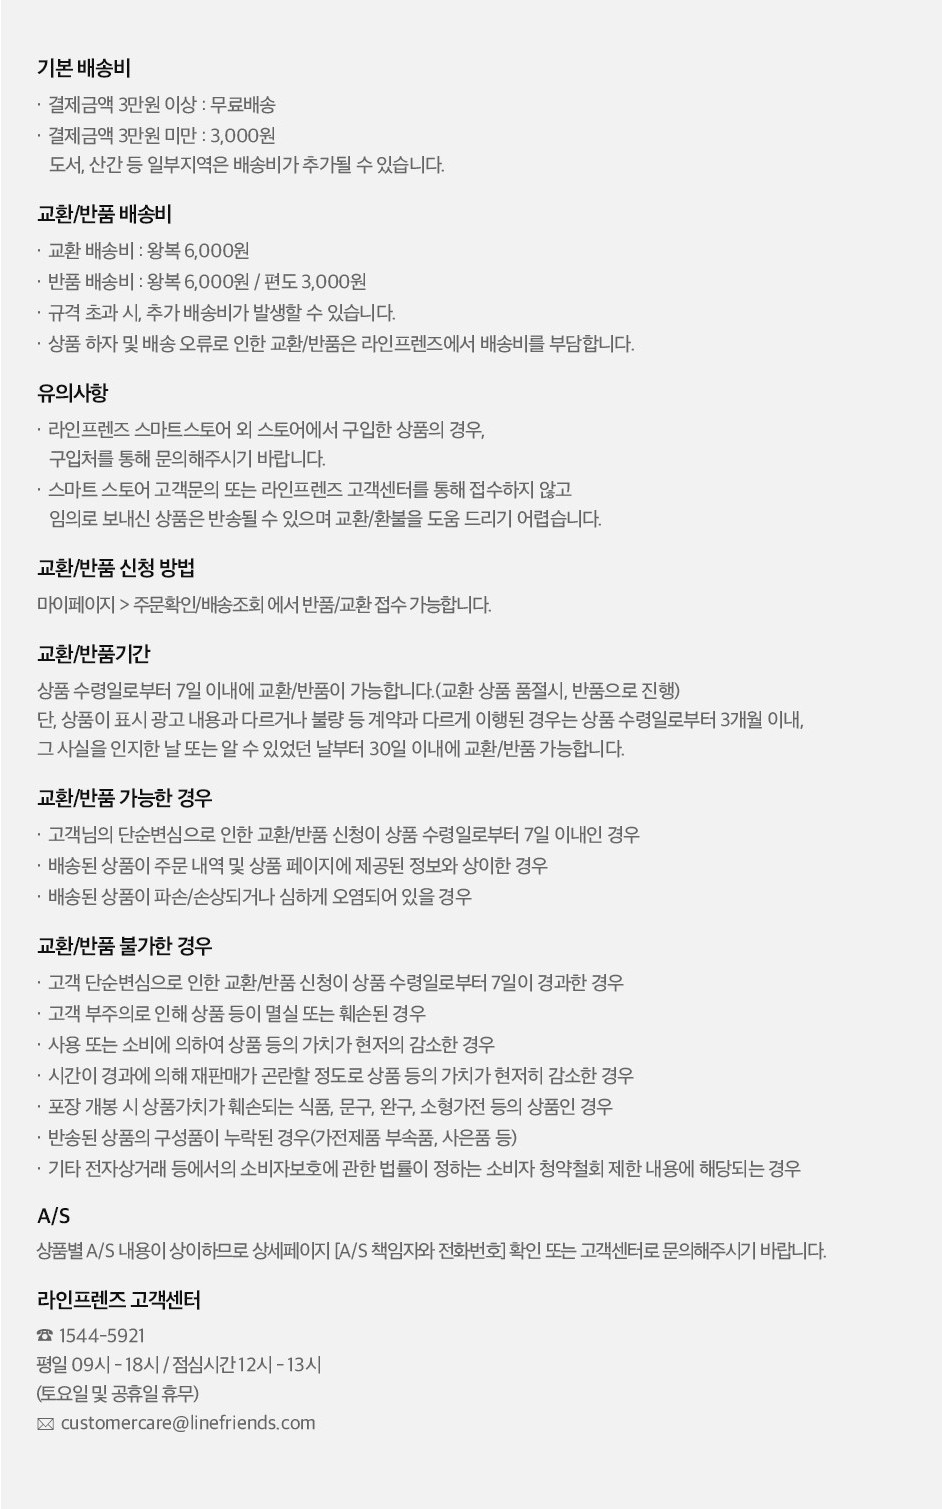 기본 배송비
· 결제금액 3만원 이상 : 무료배송
· 결제금액 3만원 미만 : 3,000원
도서, 산간 등 일부지역은 배송비가 추가될 수 있습니다.
교환/반품 배송비
· 교환 배송비 : 왕복 6,000원
· 반품 배송비 : 왕복 6,000원 / 편도 3,000원
· 규격 초과 시, 추가 배송비가 발생할 수 있습니다.
· 상품 하자 및 배송 오류로 인한 교환/반품은 라인프렌즈에서 배송비를 부담합니다.
유의사항
· 라인프렌즈 스마트스토어 외 스토어에서 구입한 상품의 경우,
구입처를 통해 문의해주시기 바랍니다.
· 스마트 스토어 고객문의 또는 라인프렌즈 고객센터를 통해 접수하지 않고
임의로 보내신 상품은 반송될 수 있으며 교환/환불을 도움 드리기 어렵습니다.
교환/반품 신청 방법
마이페이지 > 주문확인/배송조회 에서 반품/교환 접수 가능합니다.
교환/반품기간
상품 수령일로부터 7일 이내에 교환/반품이 가능합니다.(교환 상품 품절시, 반품으로 진행)
단, 상품이 표시 광고 내용과 다르거나 불량 등 계약과 다르게 이행된 경우는 상품 수령일로부터 3개월 이내,
그 사실을 인지한 날 또는 알 수 있었던 날부터 30일 이내에 교환/반품 가능합니다.
교환/반품 가능한 경우
· 고객님의 단순변심으로 인한 교환/반품 신청이 상품 수령일로부터 7일 이내인 경우
· 배송된 상품이 주문 내역 및 상품 페이지에 제공된 정보와 상이한 경우
· 배송된 상품이 파손/손상되거나 심하게 오염되어 있을 경우
교환/반품 불가한 경우
· 고객 단순변심으로 인한 교환/반품 신청이 상품 수령일로부터 7일이 경과한 경우
· 고객 부주의로 인해 상품 등이 멸실 또는 훼손된 경우
· 사용 또는 소비에 의하여 상품 등의 가치가 현저의 감소한 경우
· 시간이 경과에 의해 재판매가 곤란할 정도로 상품 등의 가치가 현저히 감소한 경우
· 포장 개봉 시 상품가치가 훼손되는 식품, 문구, 완구, 소형가전 등의 상품인 경우
· 반송된 상품의 구성품이 누락된 경우(가전제품 부속품, 사은품 등)
· 기타 전자상거래 등에서의 소비자보호에 관한 법률이 정하는 소비자 청약철회 제한 내용에 해당되는 경우
A/S
상품별 A/S 내용이 상이하므로 상세페이지 [A/S 책임자와 전화번호] 확인 또는 고객센터로 문의해주시기 바랍니다.
라인프렌즈 고객센터
☎ 1544-5921
평일 09시 - 18시 / 점심시간 12시 - 13시
(토요일 및 공휴일 휴무)
✉ customercare@linefriends.com